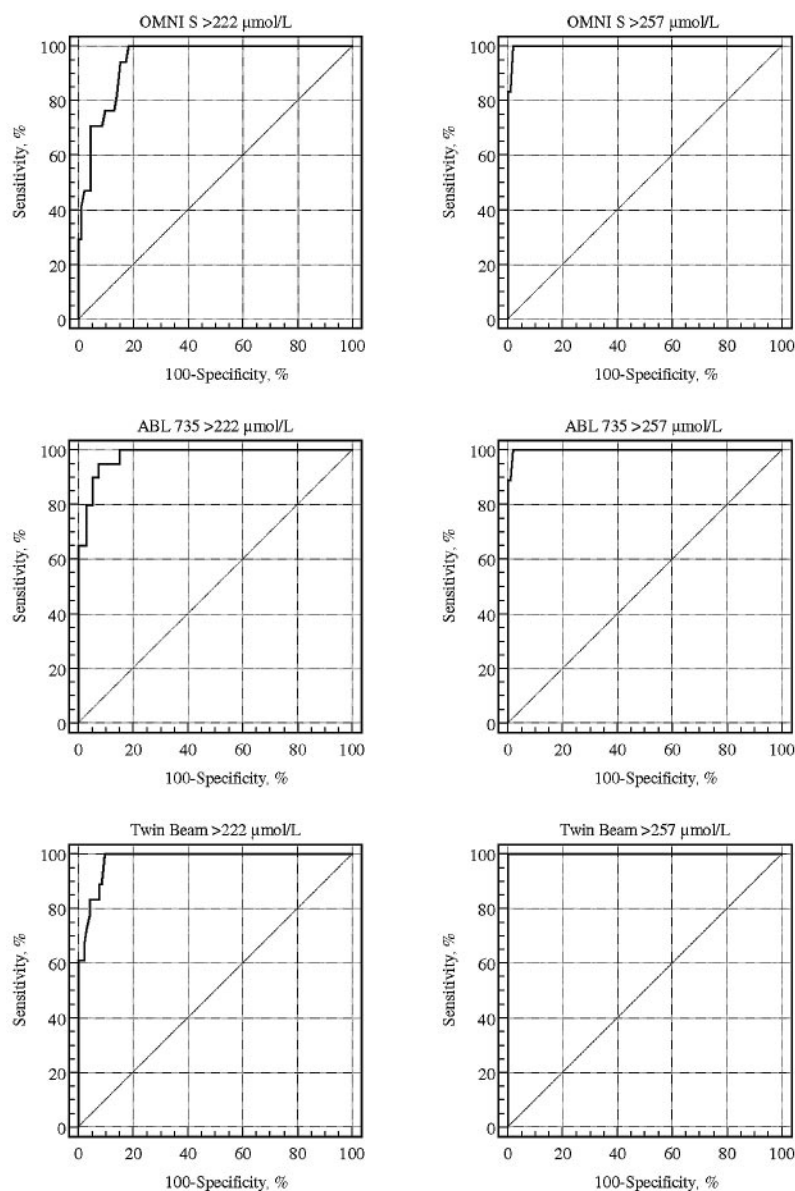 OMNI S >222 µmol/L
100
80
60
40
20
0
Sensitivity, %
0 20 40 60 80 100
100-Specificity, %
OMNI S >257 µmol/L
100
80
60
40
20
0
Sensitivity, %
0 20 40 60 80 100
100-Specificity, %
ABL 735 >222 µmol/L
100
80
60
40
20
0
Sensitivity, %
0 20 40 60 80 100
100-Specificity, %
ABL 735 >257 µmol/L
100
80
60
40
20
0
Sensitivity, %
0 20 40 60 80 100
100-Specificity, %
Twin Beam >222 µmol/L
100
80
60
40
20
0
Sensitivity, %
0 20 40 60 80 100
100-Specificity, %
Twin Beam >257 µmol/L
100
80
60
40
20
0
Sensitivity, %
0 20 40 60 80 100
100-Specificity, %